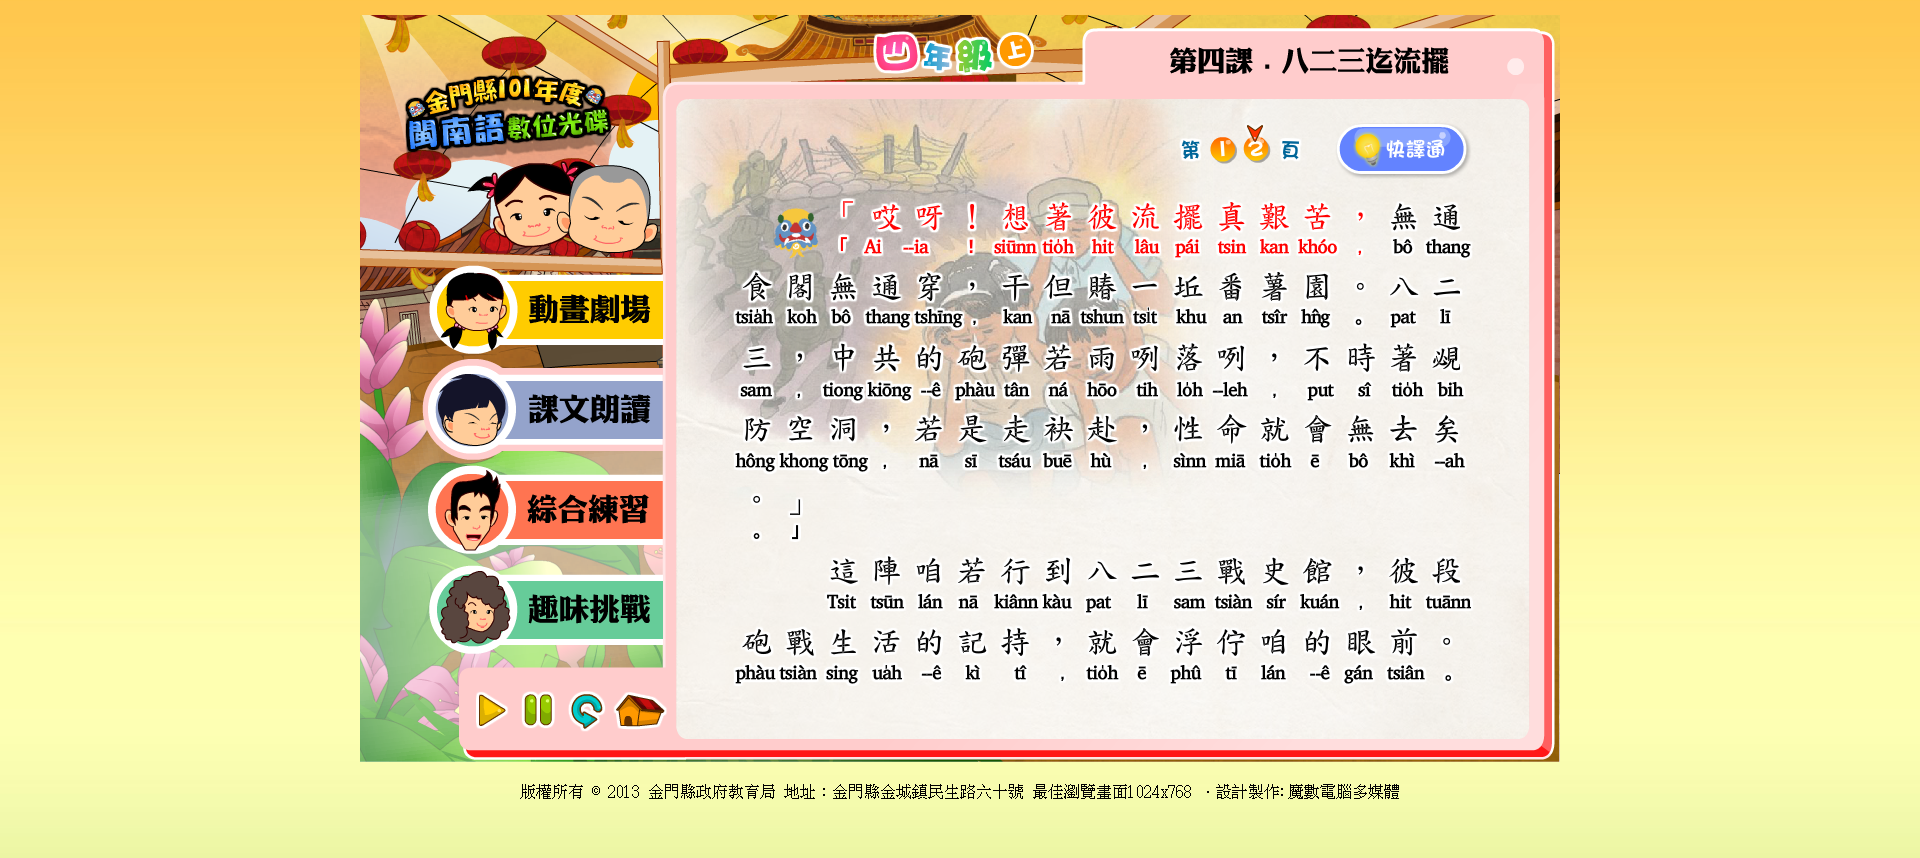 金門縣101年度
閩南語數位光碟
四年級上
第四課．八二三迄流擺
第 1 2 頁
快譯通
動畫劇場
課文朗讀
綜合練習
趣味挑戰
「哎呀！想著彼流擺真艱苦，無通
「 Ai --ia ! siūnn tio̍h hit lâu pái tsin kan khóo , bô thang
食閣無通穿，干但賰一坵番薯園。八二
tsia̍h koh bô thang tshīng , kan nā tshun tsi̍t khu an tsîr hn̂g 。 pat lī
三，中共的砲彈若雨咧落咧，不時著覕
sam , tiong kiōng --ê phàu tân ná hōo tih lo̍h --leh , put sî tio̍h bih
防空洞，若是走袂赴，性命就會無去矣
hông khong tōng , nā sī tsáu buē hù , sìnn miā tio̍h ē bô khì --ah
。」
。」
這陣咱若行到八二三戰史館，彼段
Tsit tsūn lán nā kiânn kàu pat lī sam tsiàn sír kuán , hit tuānn
砲戰生活的記持，就會浮佇咱的眼前。
phàu tsiàn sing ua̍h --ê kì tî , tio̍h ē phû tī lán --ê gán tsiân 。
版權所有 © 2013 金門縣政府教育局 地址：金門縣金城鎮民生路六十號 最佳瀏覽畫面1024x768 ．設計製作: 魔數電腦多媒體